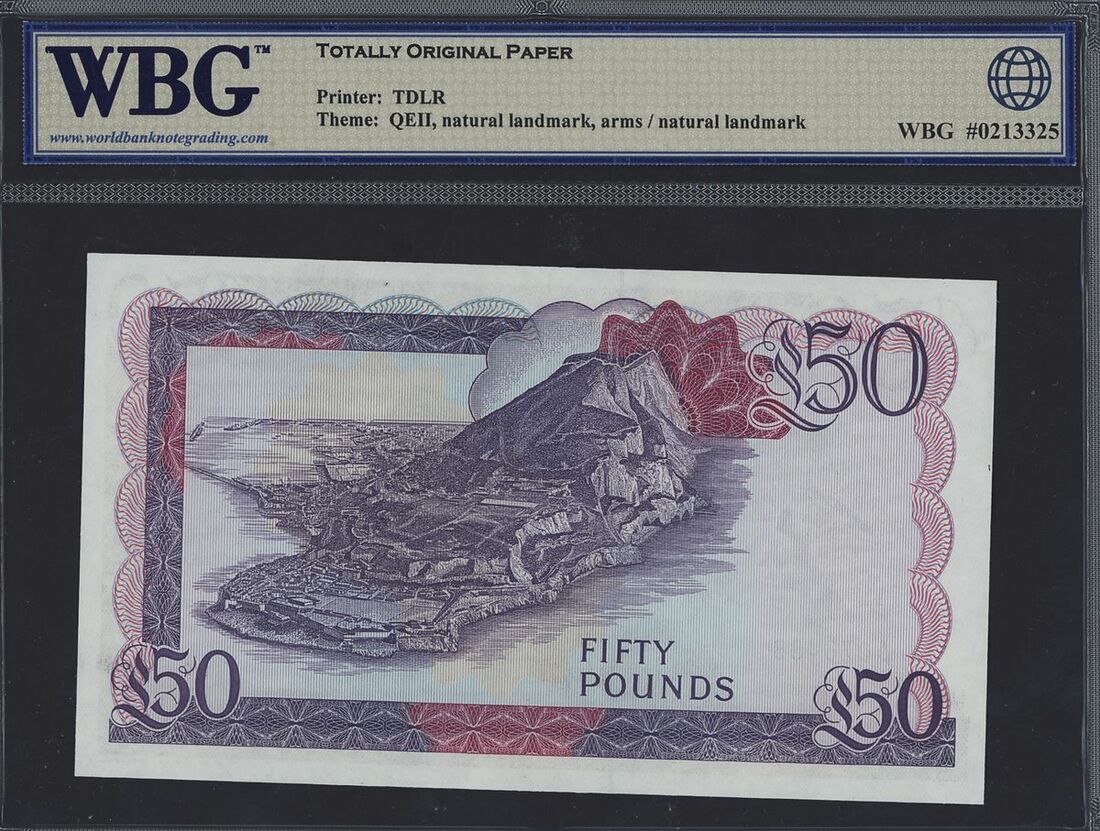 WBG™
www.worldbanknotegrading.com
TOTALLY ORIGINAL PAPER
Printer: TDLR
Theme: QEII, natural landmark, arms / natural landmark
WBG #0213325
£50
FIFTY
POUNDS
£50
£50